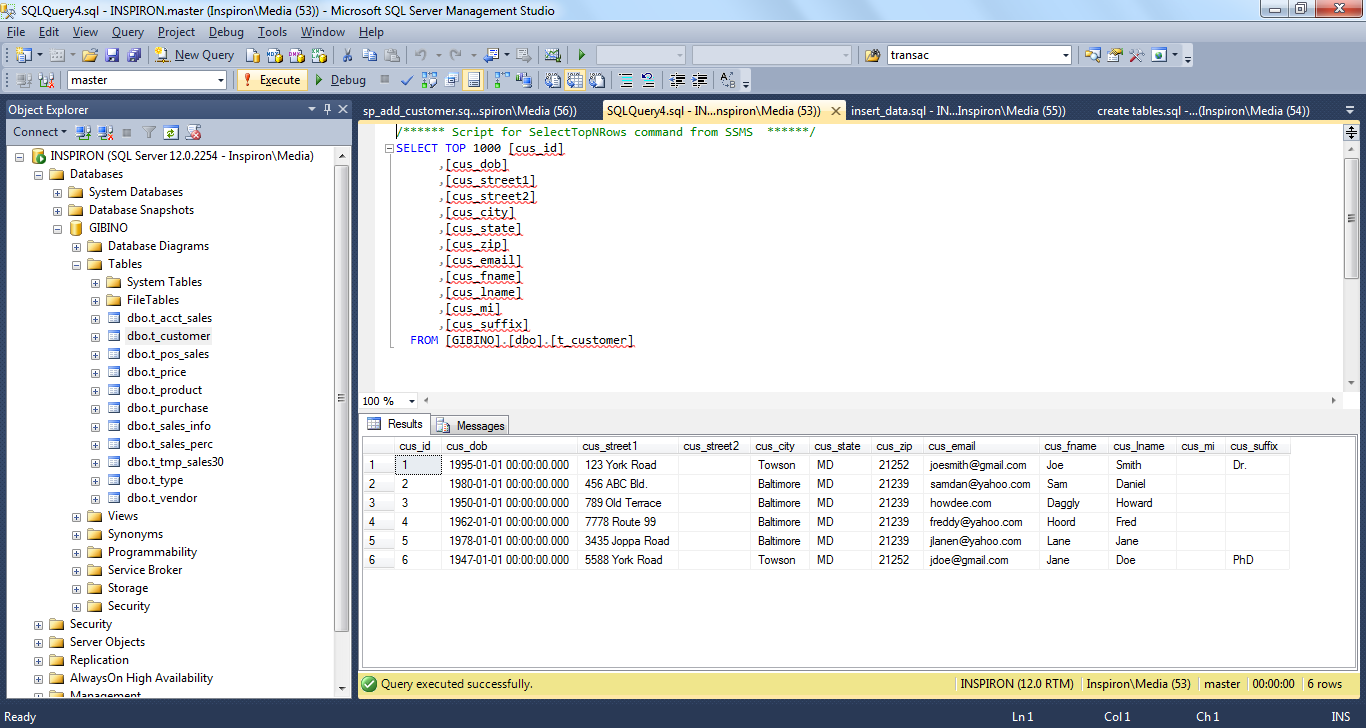 SQLQuery4.sql - INSPIRON.master (Inspiron\Media (53)) - Microsoft SQL Server Management Studio
File Edit View Query Project Debug Tools Window Help
New Query transac
master Execute Debug
Object Explorer
Connect
INSPIRON (SQL Server 12.0.2254 - Inspiron\Media)
Databases
System Databases
Database Snapshots
GIBINO
Database Diagrams
Tables
System Tables
FileTables
dbo.t_acct_sales
dbo.t_customer
dbo.t_pos_sales
dbo.t_price
dbo.t_product
dbo.t_purchase
dbo.t_sales_info
dbo.t_sales_perc
dbo.t_tmp_sales30
dbo.t_type
dbo.t_vendor
Views
Synonyms
Programmability
Service Broker
Storage
Security
Security
Server Objects
Replication
AlwaysOn High Availability
Management
sp_add_customer.sq...spiron\Media (56)) SQLQuery4.sql - IN...nspiron\Media (53)) insert_data.sql - IN...Inspiron\Media (55)) create tables.sql -...(Inspiron\Media (54))
/****** Script for SelectTopNRows command from SSMS ******/
SELECT TOP 1000 [cus_id]
,[cus_dob]
,[cus_street1]
,[cus_street2]
,[cus_city]
,[cus_state]
,[cus_zip]
,[cus_email]
,[cus_fname]
,[cus_lname]
,[cus_mi]
,[cus_suffix]
FROM [GIBINO].[dbo].[t_customer]
100 %
Results Messages
cus_id cus_dob cus_street1 cus_street2 cus_city cus_state cus_zip cus_email cus_fname cus_lname cus_mi cus_suffix
1 1 1995-01-01 00:00:00.000 123 York Road Towson MD 21252 joesmith@gmail.com Joe Smith Dr.
2 2 1980-01-01 00:00:00.000 456 ABC Bld. Baltimore MD 21239 samdan@yahoo.com Sam Daniel
3 3 1950-01-01 00:00:00.000 789 Old Terrace Baltimore MD 21239 howdee.com Daggly Howard
4 4 1962-01-01 00:00:00.000 7778 Route 99 Baltimore MD 21239 freddy@yahoo.com Hoord Fred
5 5 1978-01-01 00:00:00.000 3435 Joppa Road Baltimore MD 21239 jlanen@yahoo.com Lane Jane
6 6 1947-01-01 00:00:00.000 5588 York Road Towson MD 21252 jdoe@gmail.com Jane Doe PhD
Query executed successfully. INSPIRON (12.0 RTM) Inspiron\Media (53) master 00:00:00 6 rows
Ready Ln 1 Col 1 Ch 1 INS